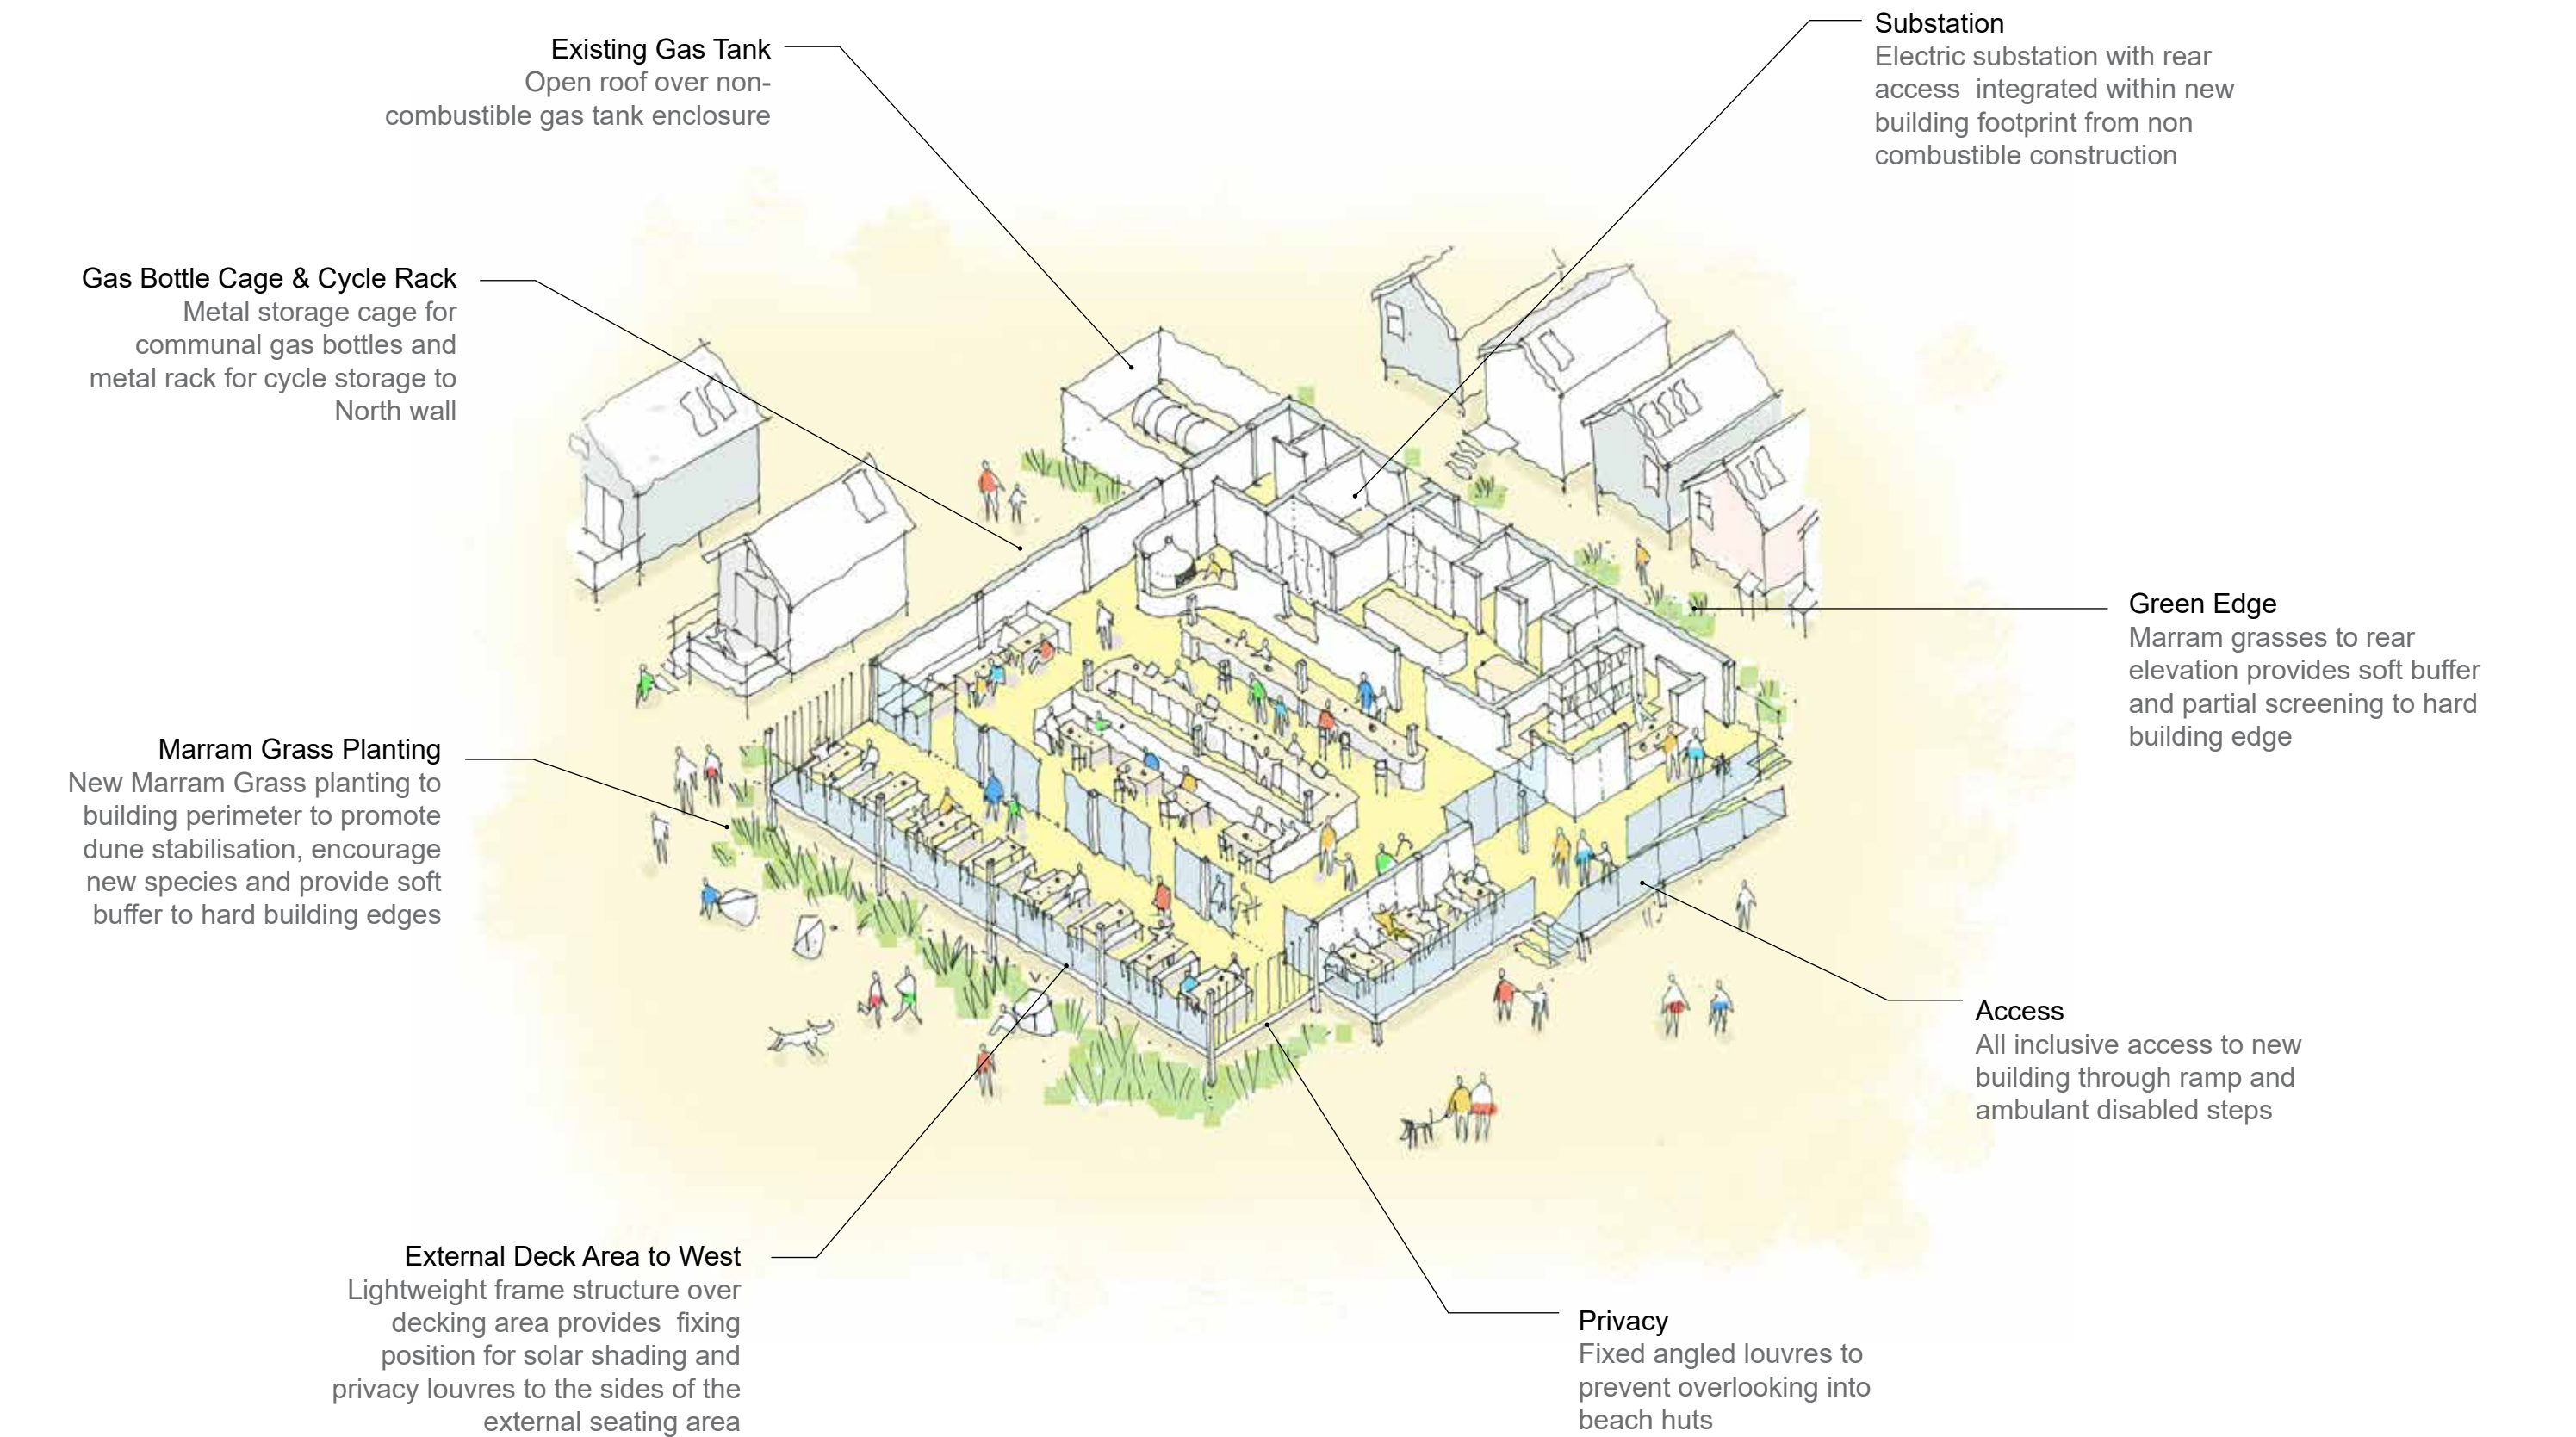 Existing Gas Tank
Open roof over non-
combustible gas tank enclosure
Substation
Electric substation with rear
access  integrated within new
building footprint from non
combustible construction
Gas Bottle Cage & Cycle Rack
Metal storage cage for
communal gas bottles and
metal rack for cycle storage to
North wall
Green Edge
Marram grasses to rear
elevation provides soft buffer
and partial screening to hard
building edge
Marram Grass Planting
New Marram Grass planting to
building perimeter to promote
dune stabilisation, encourage
new species and provide soft
buffer to hard building edges
Access
All inclusive access to new
building through ramp and
ambulant disabled steps
External Deck Area to West
Lightweight frame structure over
decking area provides  fixing
position for solar shading and
privacy louvres to the sides of the
external seating area
Privacy
Fixed angled louvres to
prevent overlooking into
beach huts